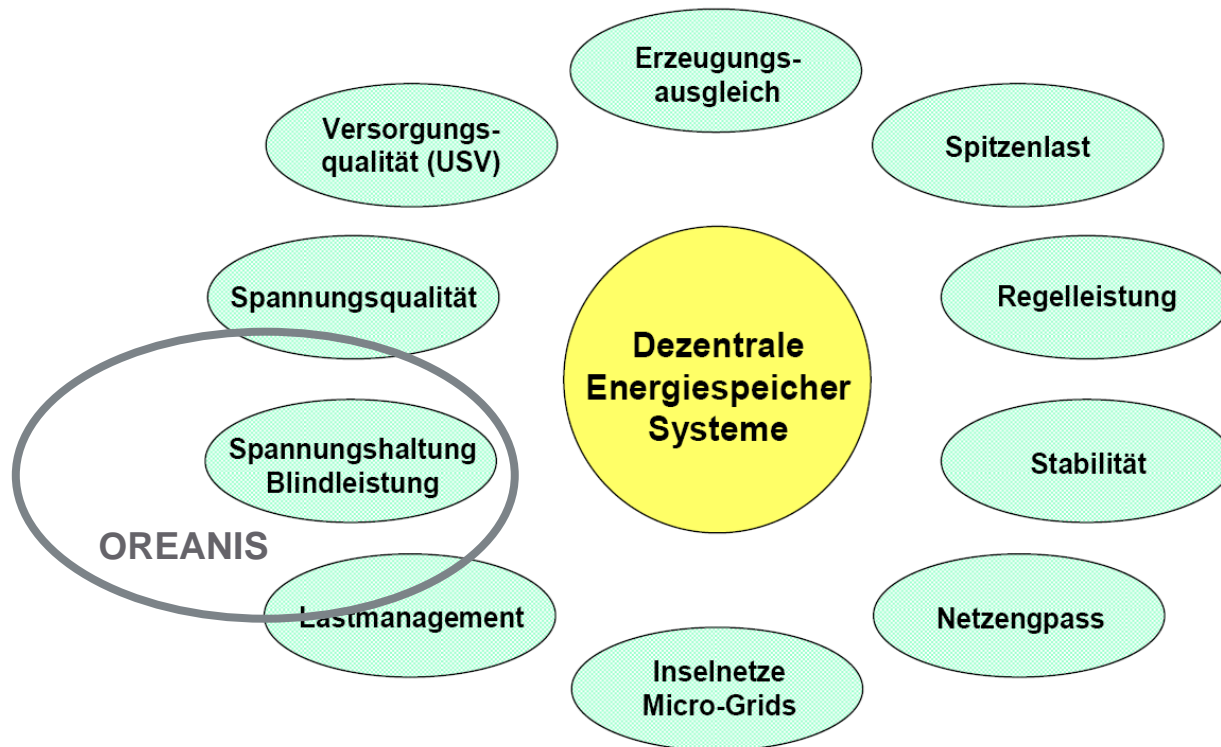 Erzeugungs-
ausgleich
Versorgungs-
qualität (USV)
Spitzenlast
Spannungsqualität
Regelleistung
Dezentrale
Energiespeicher
Systeme
Spannungshaltung
Blindleistung
Stabilität
OREANIS
Lastmanagement
Netzengpass
Inselnetze
Micro-Grids